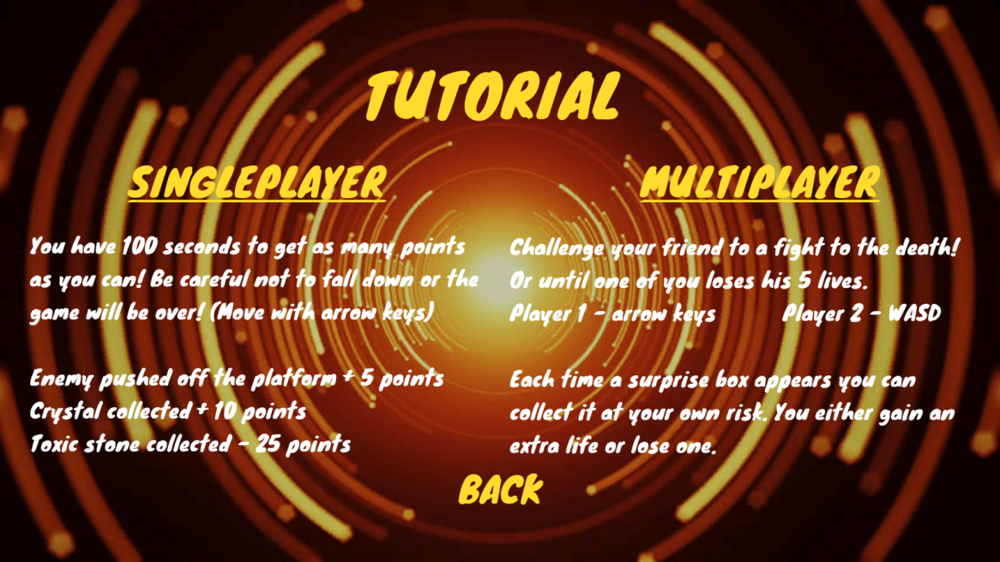 TUTORIAL
SINGLEPLAYER
You have 100 seconds to get as many points
as you can! Be careful not to fall down or the
game will be over! (Move with arrow keys)
Enemy pushed off the platform + 5 points
Crystal collected + 10 points
Toxic stone collected - 25 points
MULTIPLAYER
Challenge your friend to a fight to the death!
Or until one of you loses his 5 lives.
Player 1 - arrow keys Player 2 - WASD
Each time a surprise box appears you can
collect it at your own risk. You either gain an
extra life or lose one.
BACK